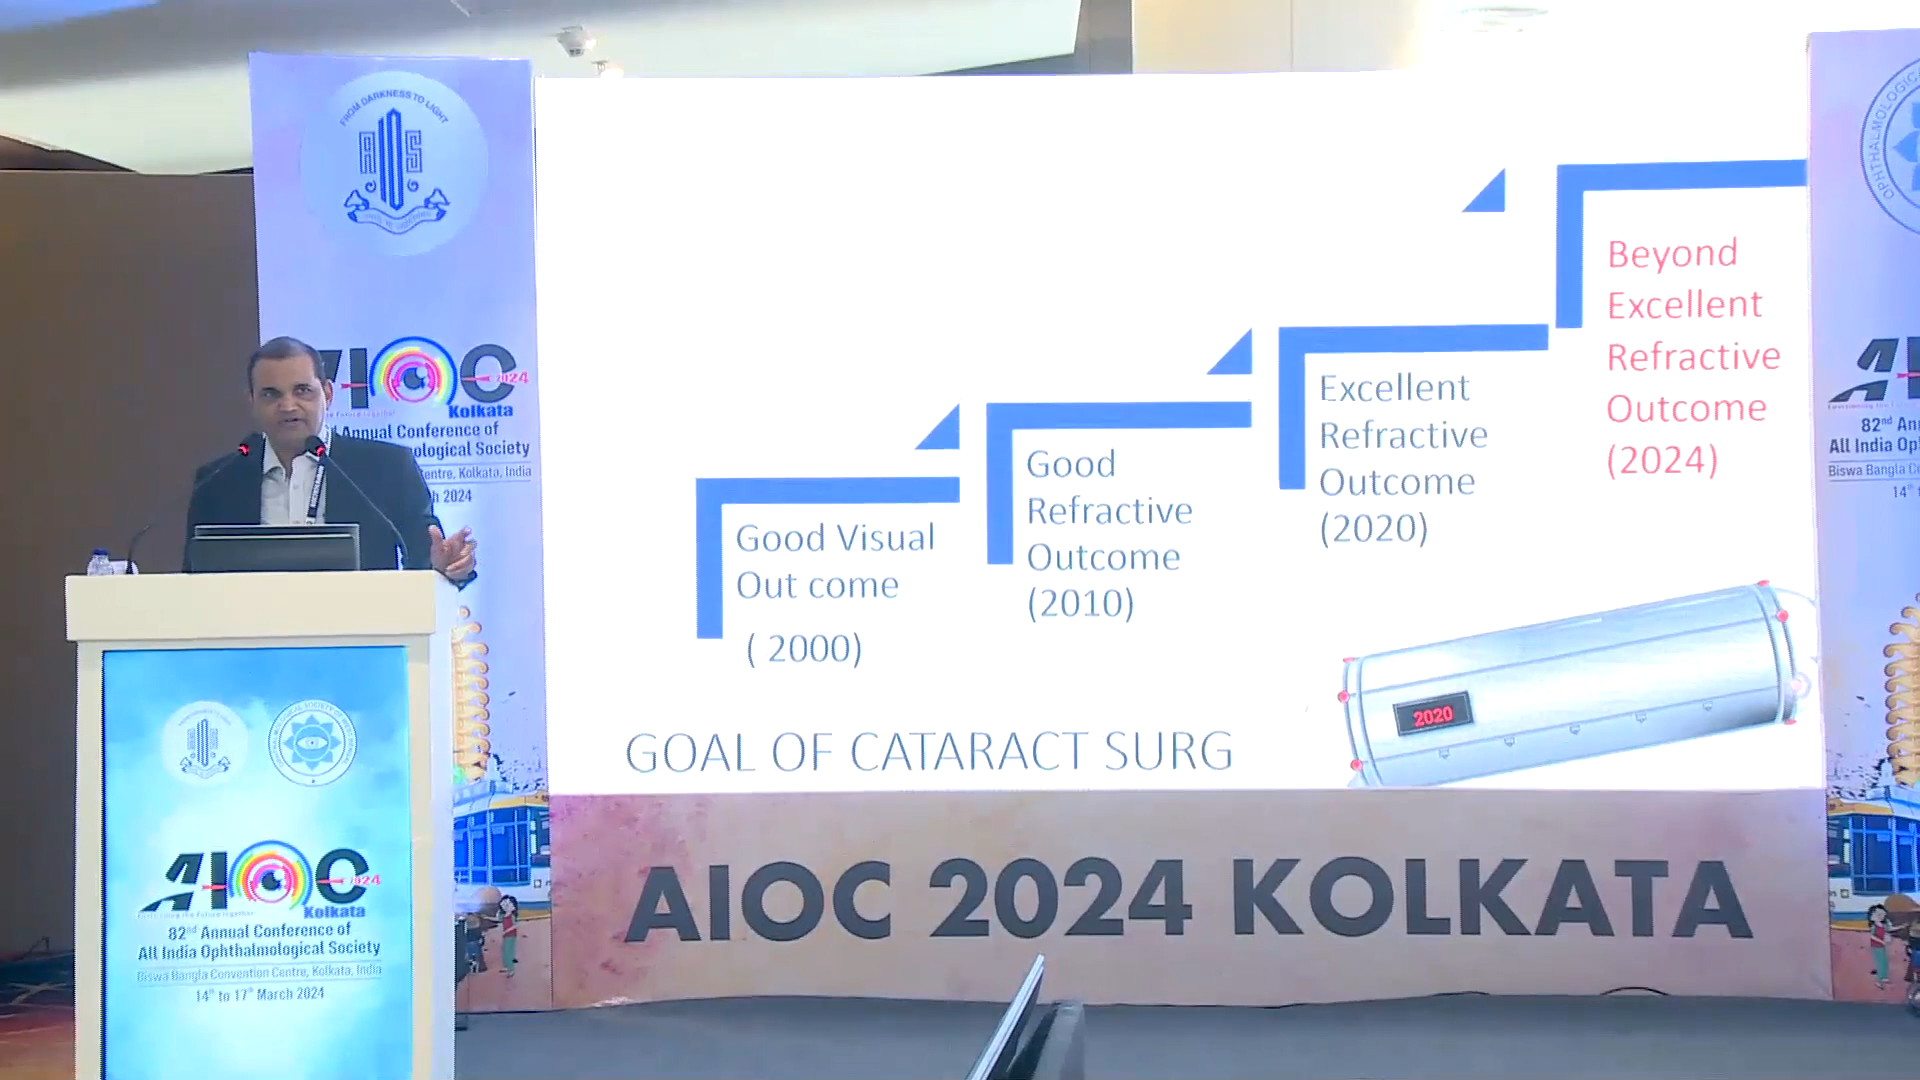 FROM DARKNESS TO LIGHT
AIOS
AIOC
2024
Kolkata
Annual Conference of
ological Society
entre, Kolkata, India
h 2024
Good Visual
Out come
( 2000)
Good
Refractive
Outcome
(2010)
Excellent
Refractive
Outcome
(2020)
Beyond
Excellent
Refractive
Outcome
(2024)
2020
GOAL OF CATARACT SURG
AIOC 2024 KOLKATA
AIOC
2024
Kolkata
82nd Annual Conference of
All India Ophthalmological Society
Biswa Bangla Convention Centre, Kolkata, India
14th to 17th March 2024
OPHTHALMOLOGIC
82nd An
All India Op
Biswa Bangla C
14th